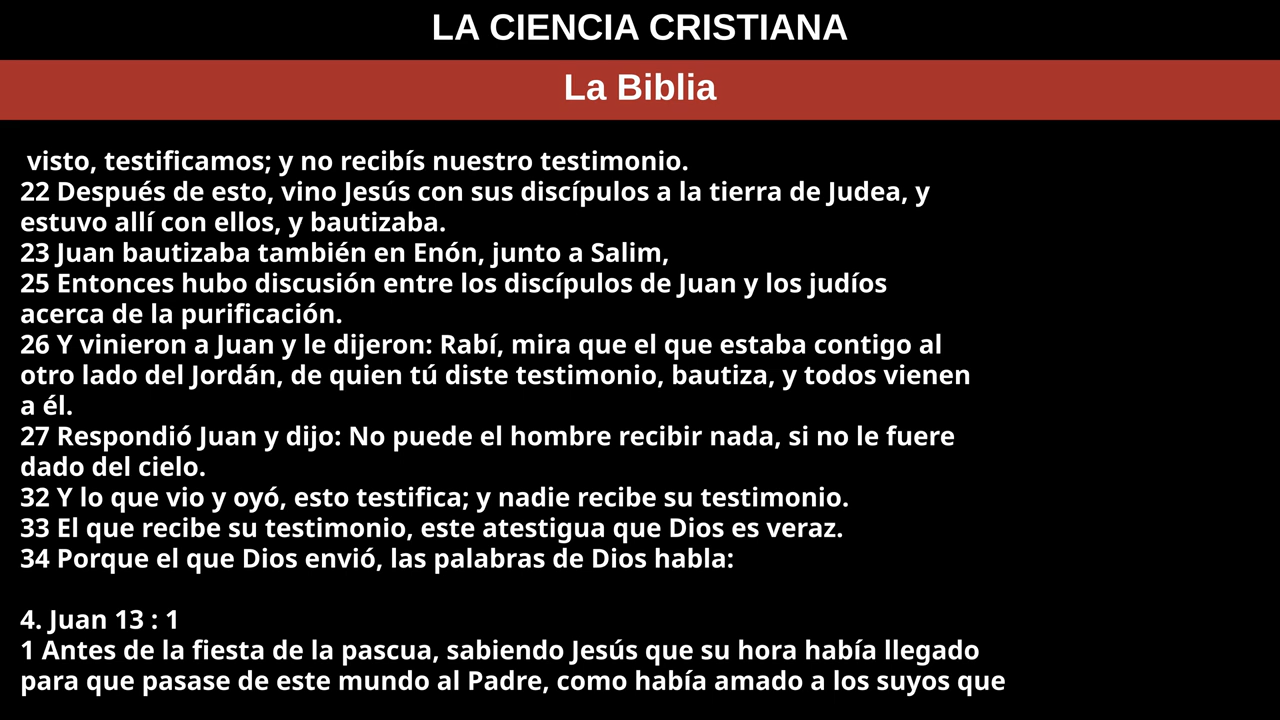 LA CIENCIA CRISTIANA
La Biblia
visto, testificamos; y no recibís nuestro testimonio.
22 Después de esto, vino Jesús con sus discípulos a la tierra de Judea, y
estuvo allí con ellos, y bautizaba.
23 Juan bautizaba también en Enón, junto a Salim,
25 Entonces hubo discusión entre los discípulos de Juan y los judíos
acerca de la purificación.
26 Y vinieron a Juan y le dijeron: Rabí, mira que el que estaba contigo al
otro lado del Jordán, de quien tú diste testimonio, bautiza, y todos vienen
a él.
27 Respondió Juan y dijo: No puede el hombre recibir nada, si no le fuere
dado del cielo.
32 Y lo que vio y oyó, esto testifica; y nadie recibe su testimonio.
33 El que recibe su testimonio, este atestigua que Dios es veraz.
34 Porque el que Dios envió, las palabras de Dios habla:
4. Juan 13 : 1
1 Antes de la fiesta de la pascua, sabiendo Jesús que su hora había llegado
para que pasase de este mundo al Padre, como había amado a los suyos que